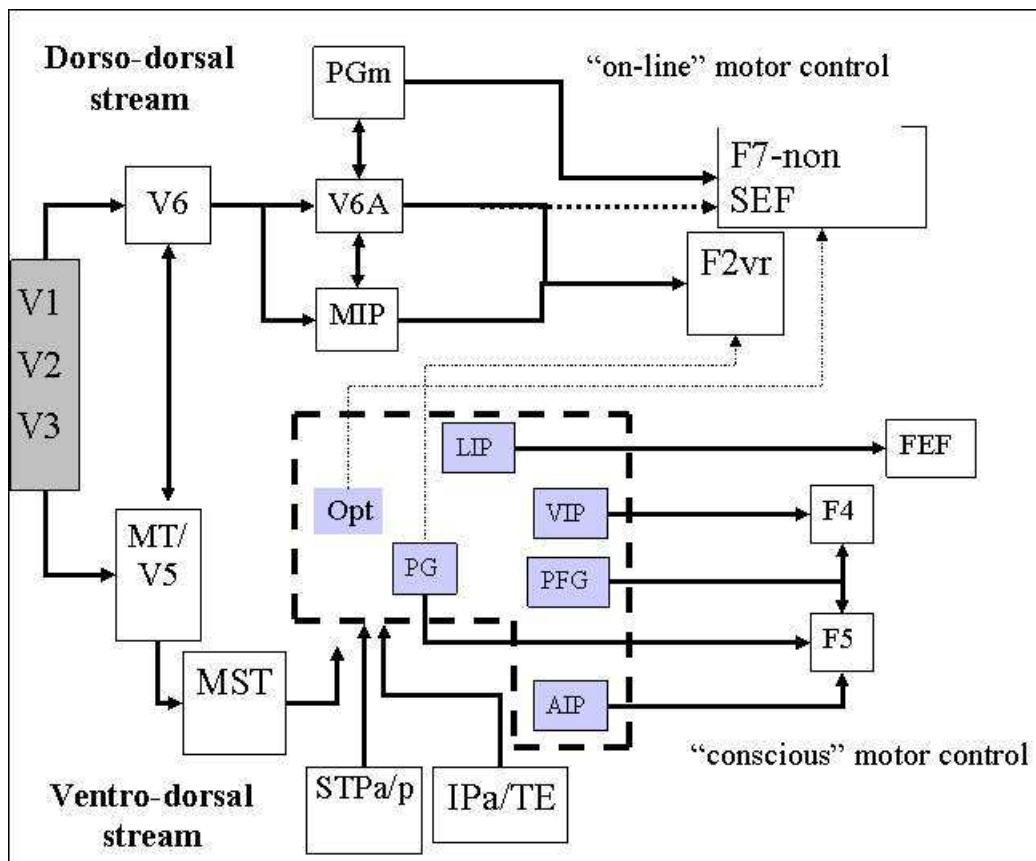 Dorso-dorsal
stream
PGm
“on-line” motor control
F7-non
SEF
V6
V6A
F2vr
V1
V2
V3
MIP
LIP
FEF
Opt
VIP
F4
MT/
V5
PG
PFG
F5
MST
AIP
“conscious” motor control
STPa/p
IPa/TE
Ventro-dorsal
stream